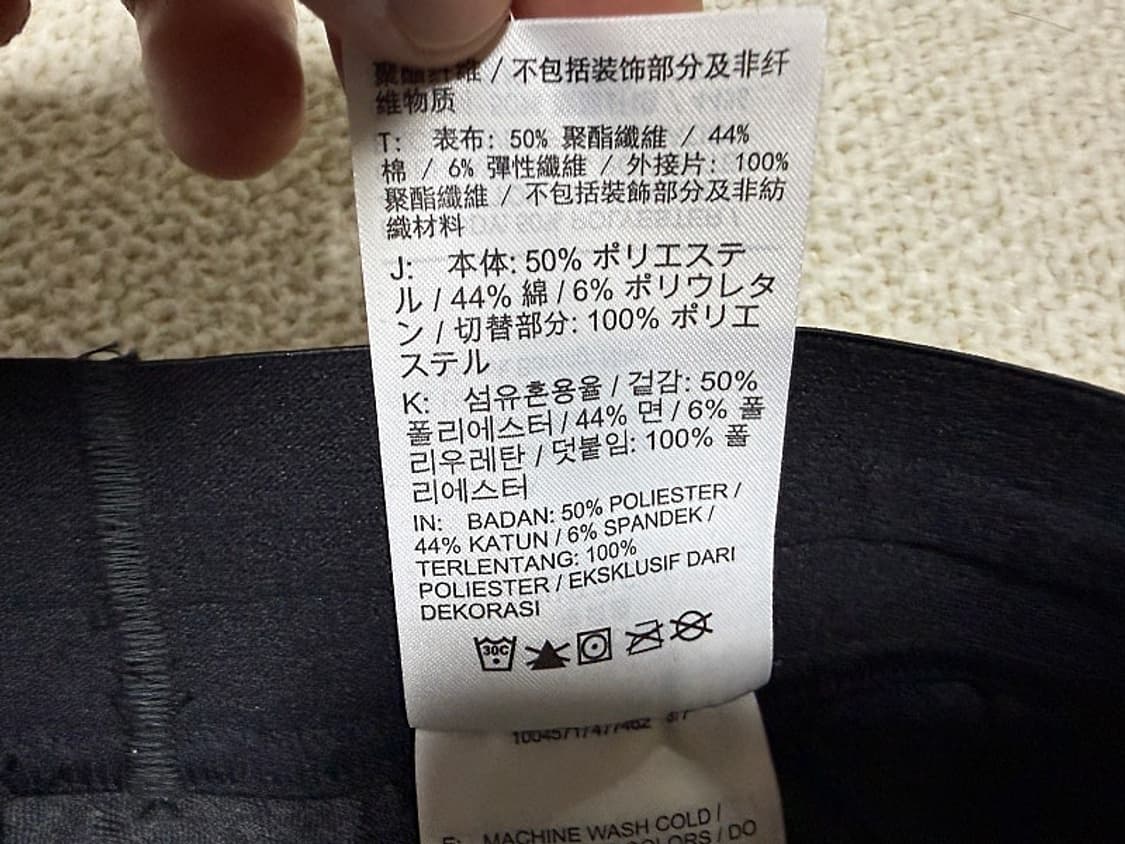 聚酯纤维 / 不包括装饰部分及非纤
维物质
T: 表布: 50% 聚酯纖維 / 44%
棉 / 6% 彈性纖維 / 外接片: 100%
聚酯纖維 / 不包括裝飾部分及非紡
織材料
J: 本体: 50% ポリエステ
ル / 44% 綿 / 6% ポリウレタ
ン / 切替部分: 100% ポリエ
ステル
K: 섬유혼용율 / 겉감: 50%
폴리에스터 / 44% 면 / 6% 폴
리우레탄 / 덧붙임: 100% 폴
리에스터
IN: BADAN: 50% POLIESTER /
44% KATUN / 6% SPANDEK /
TERLENTANG: 100%
POLIESTER / EKSKLUSIF DARI
DEKORASI
30C
MACHINE WASH COLD /
COLORS / DO